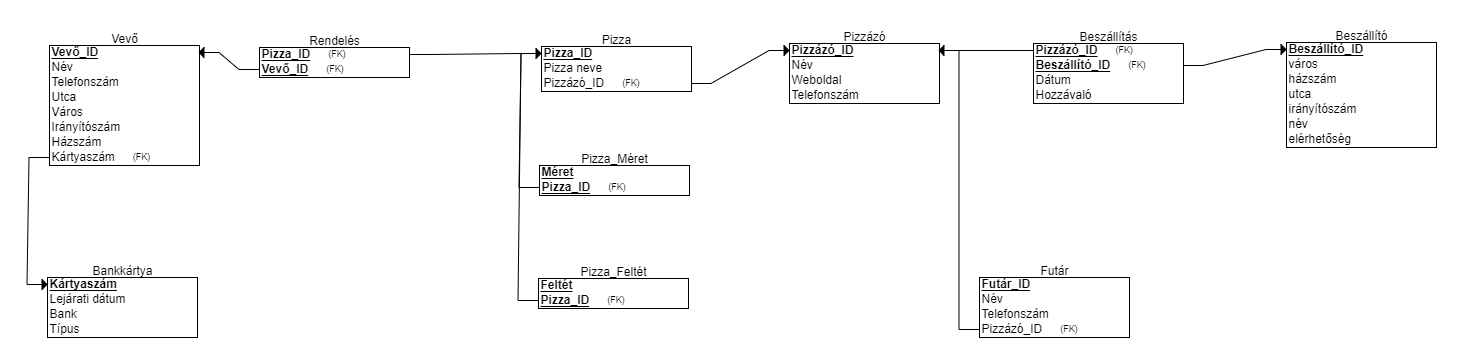 Vevő
Vevő_ID
Név
Telefonszám
Utca
Város
Irányítószám
Házszám
Kártyaszám (FK)
Rendelés
Pizza_ID (FK)
Vevő_ID (FK)
Pizza
Pizza_ID
Pizza neve
Pizzázó_ID (FK)
Pizzázó
Pizzázó_ID
Név
Weboldal
Telefonszám
Beszállítás
Pizzázó_ID (FK)
Beszállító_ID (FK)
Dátum
Hozzávaló
Beszállító
Beszállító_ID
város
házszám
utca
irányítószám
név
elérhetőség
Pizza_Méret
Méret
Pizza_ID (FK)
Bankkártya
Kártyaszám
Lejárati dátum
Bank
Típus
Pizza_Feltét
Feltét
Pizza_ID (FK)
Futár
Futár_ID
Név
Telefonszám
Pizzázó_ID (FK)